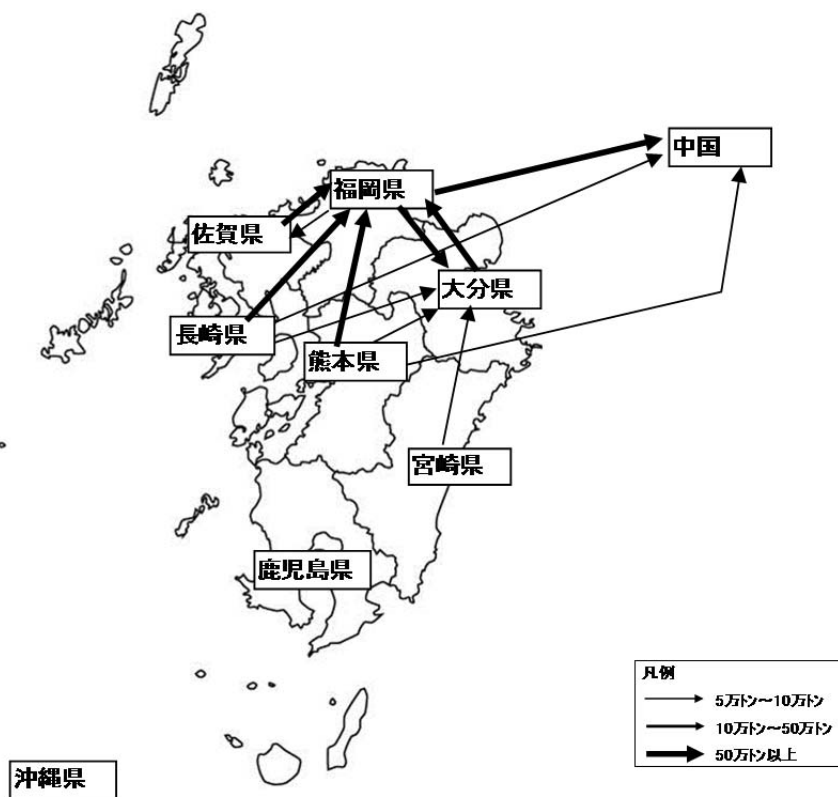 中国
福岡県
佐賀県
大分県
長崎県
熊本県
宮崎県
鹿児島県
沖縄県
凡例
5万トン～10万トン
10万トン～50万トン
50万トン以上